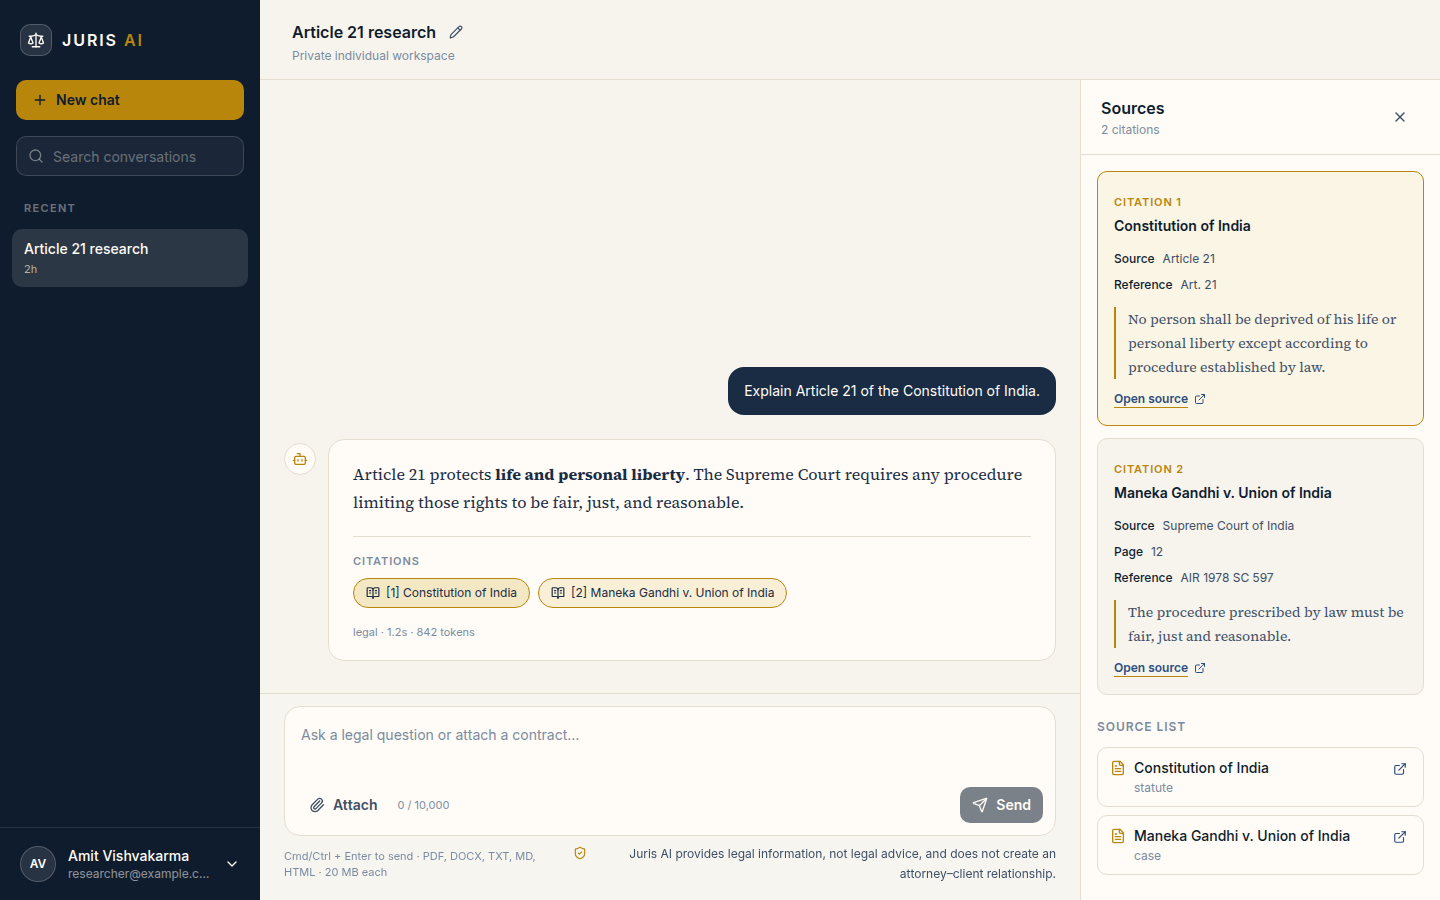 JURIS AI
New chat
Search conversations
RECENT
Article 21 research
2h
AV
Amit Vishvakarma
researcher@example.c...
Article 21 research
Private individual workspace
Explain Article 21 of the Constitution of India.
Article 21 protects life and personal liberty. The Supreme Court requires any procedure
limiting those rights to be fair, just, and reasonable.
CITATIONS
[1] Constitution of India
[2] Maneka Gandhi v. Union of India
legal · 1.2s · 842 tokens
Ask a legal question or attach a contract...
Attach
0 / 10,000
Send
Cmd/Ctrl + Enter to send · PDF, DOCX, TXT, MD,
HTML · 20 MB each
Juris AI provides legal information, not legal advice, and does not create an
attorney–client relationship.
Sources
2 citations
CITATION 1
Constitution of India
Source Article 21
Reference Art. 21
No person shall be deprived of his life or
personal liberty except according to
procedure established by law.
Open source
CITATION 2
Maneka Gandhi v. Union of India
Source Supreme Court of India
Page 12
Reference AIR 1978 SC 597
The procedure prescribed by law must be
fair, just and reasonable.
Open source
SOURCE LIST
Constitution of India
statute
Maneka Gandhi v. Union of India
case